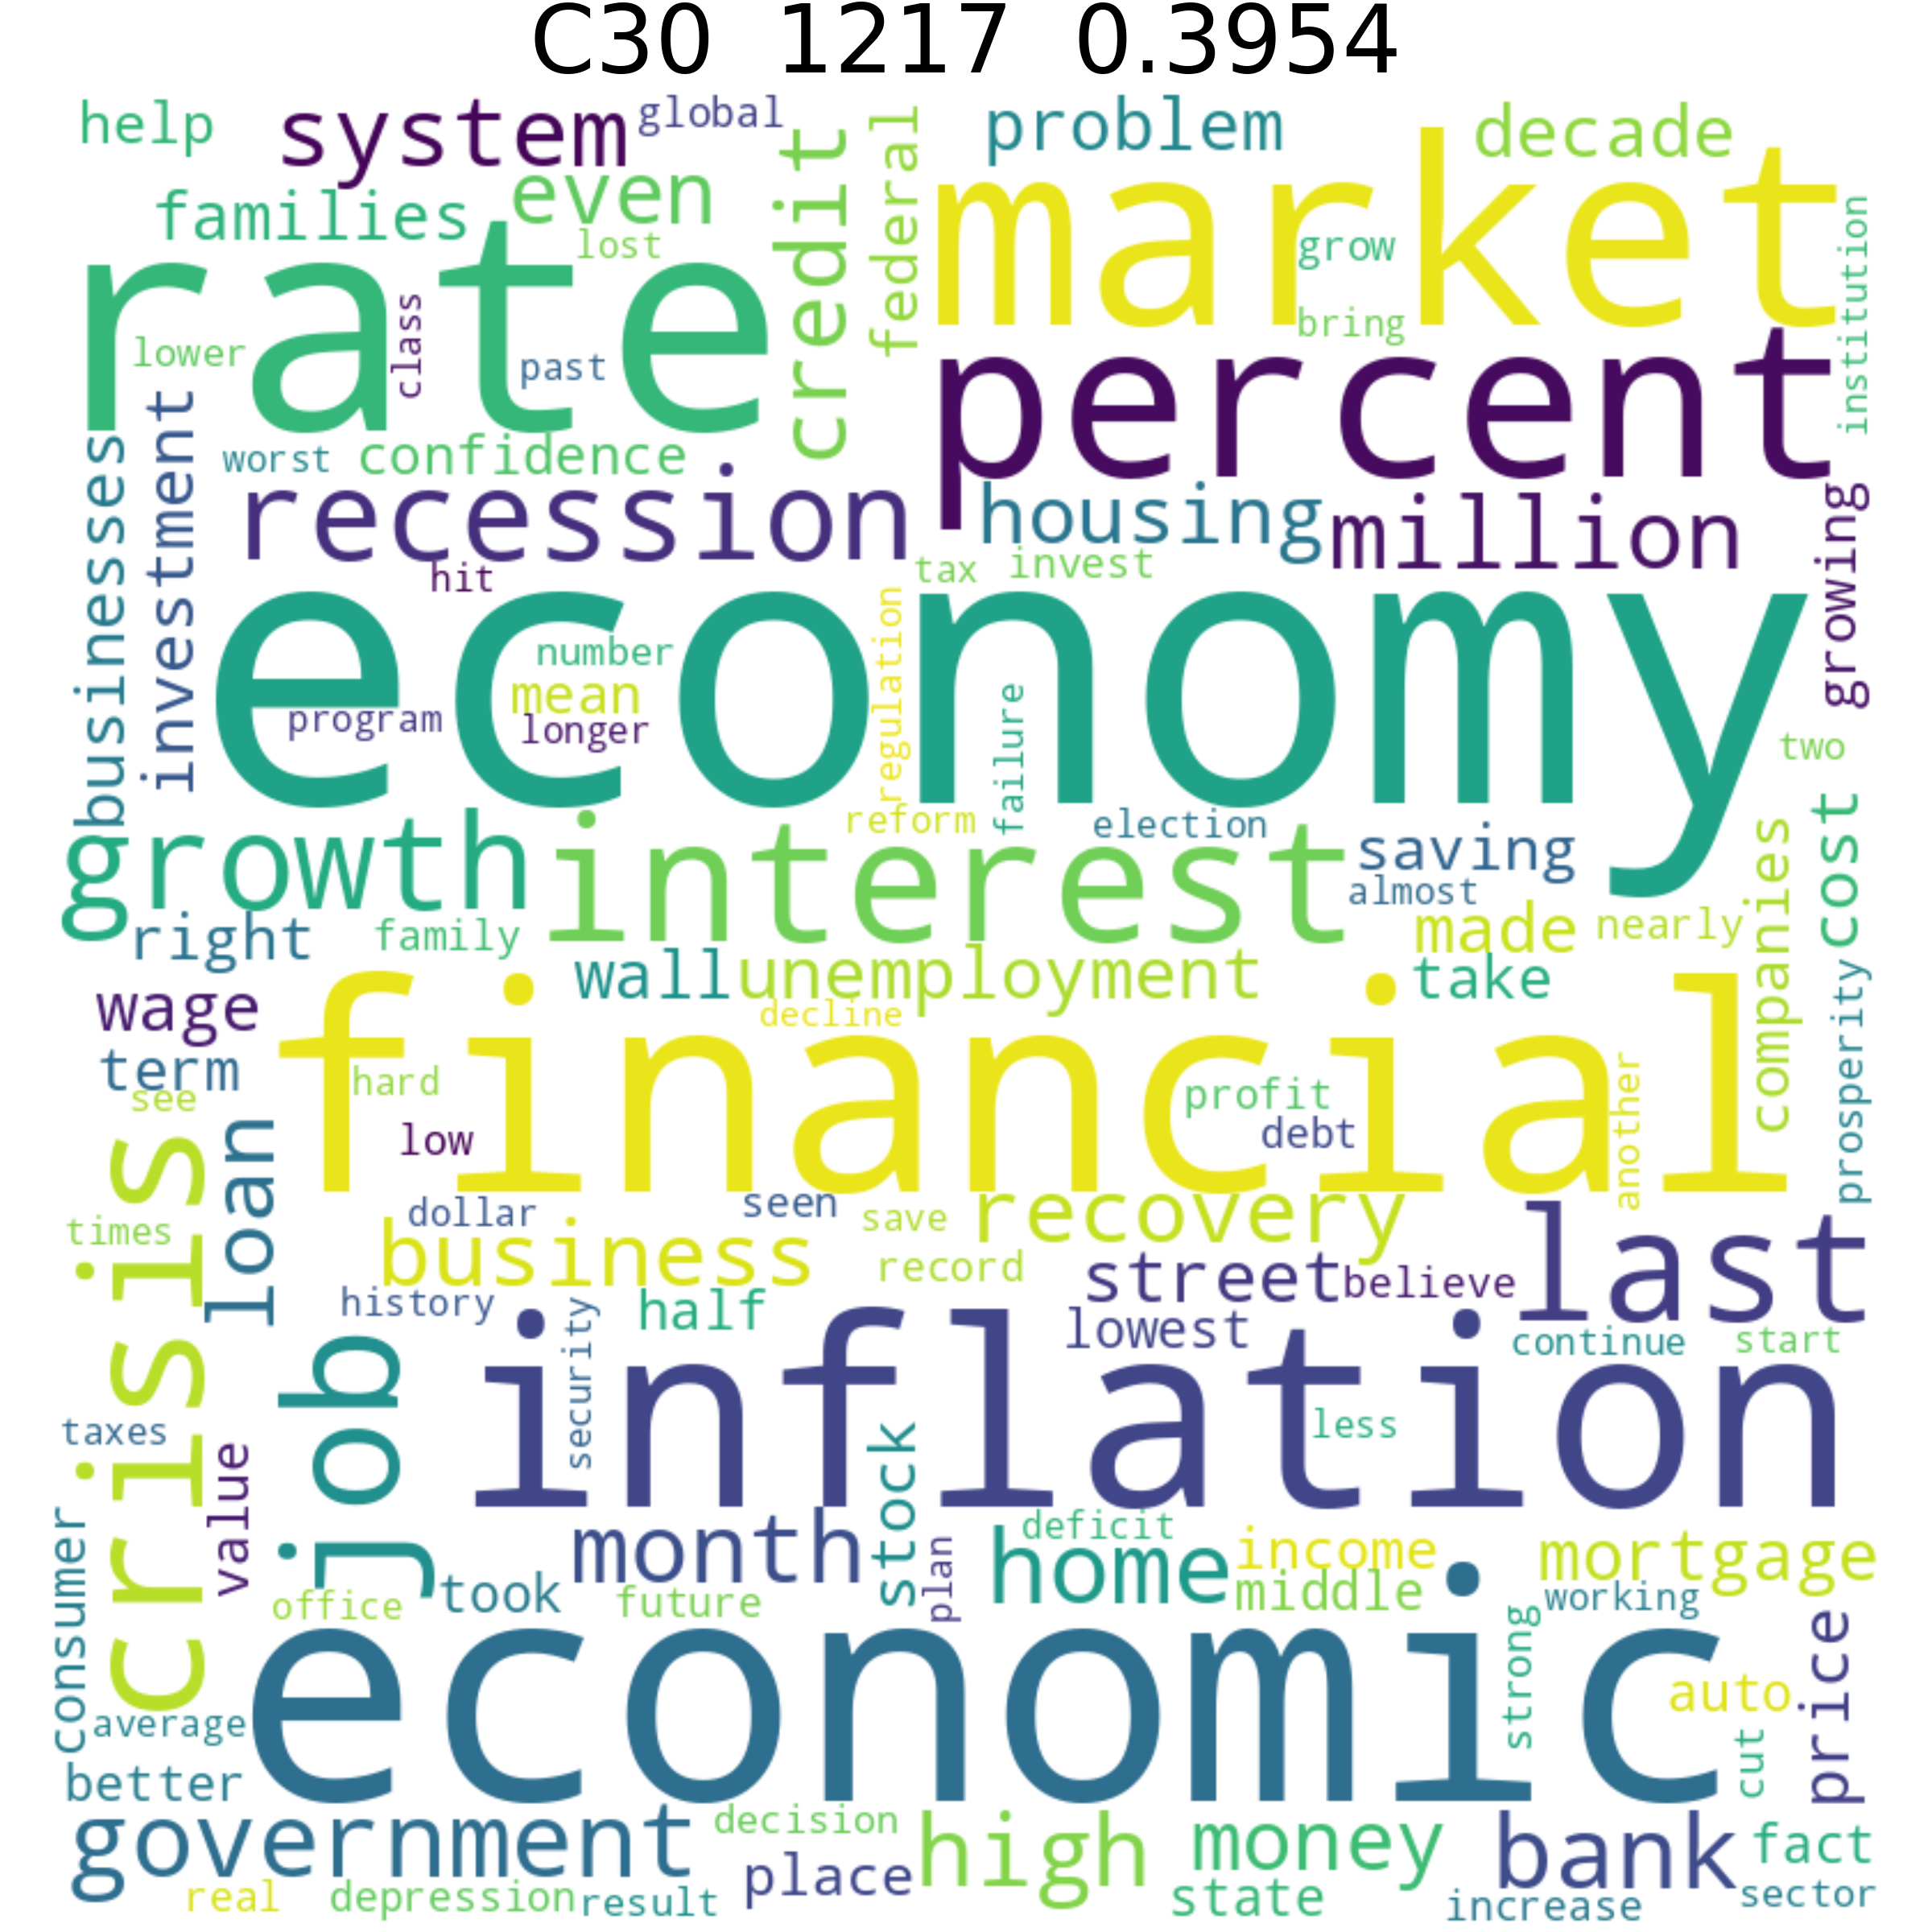 C30 1217 0.3954
help system global credit federal problem decade
families even market
lost grow institution
rate
lower class past bring
percent
businesses investment worst confidence
recession housing million growing
hit tax invest
economy
number regulation
mean failure
program longer two
reform election
growth interest saving cost
almost companies
right family made nearly
wall unemployment take
wage decline prosperity
financial
term hard profit another
see
low debt
crisis loan dollar seen save recovery last
times business record street believe
history security half lowest continue start
job inflation
taxes stock less
value
consumer month deficit income mortgage
plan home
office took future middle working
economic strong price
average auto
better cut
government decision high money bank fact
place
real depression result state increase sector